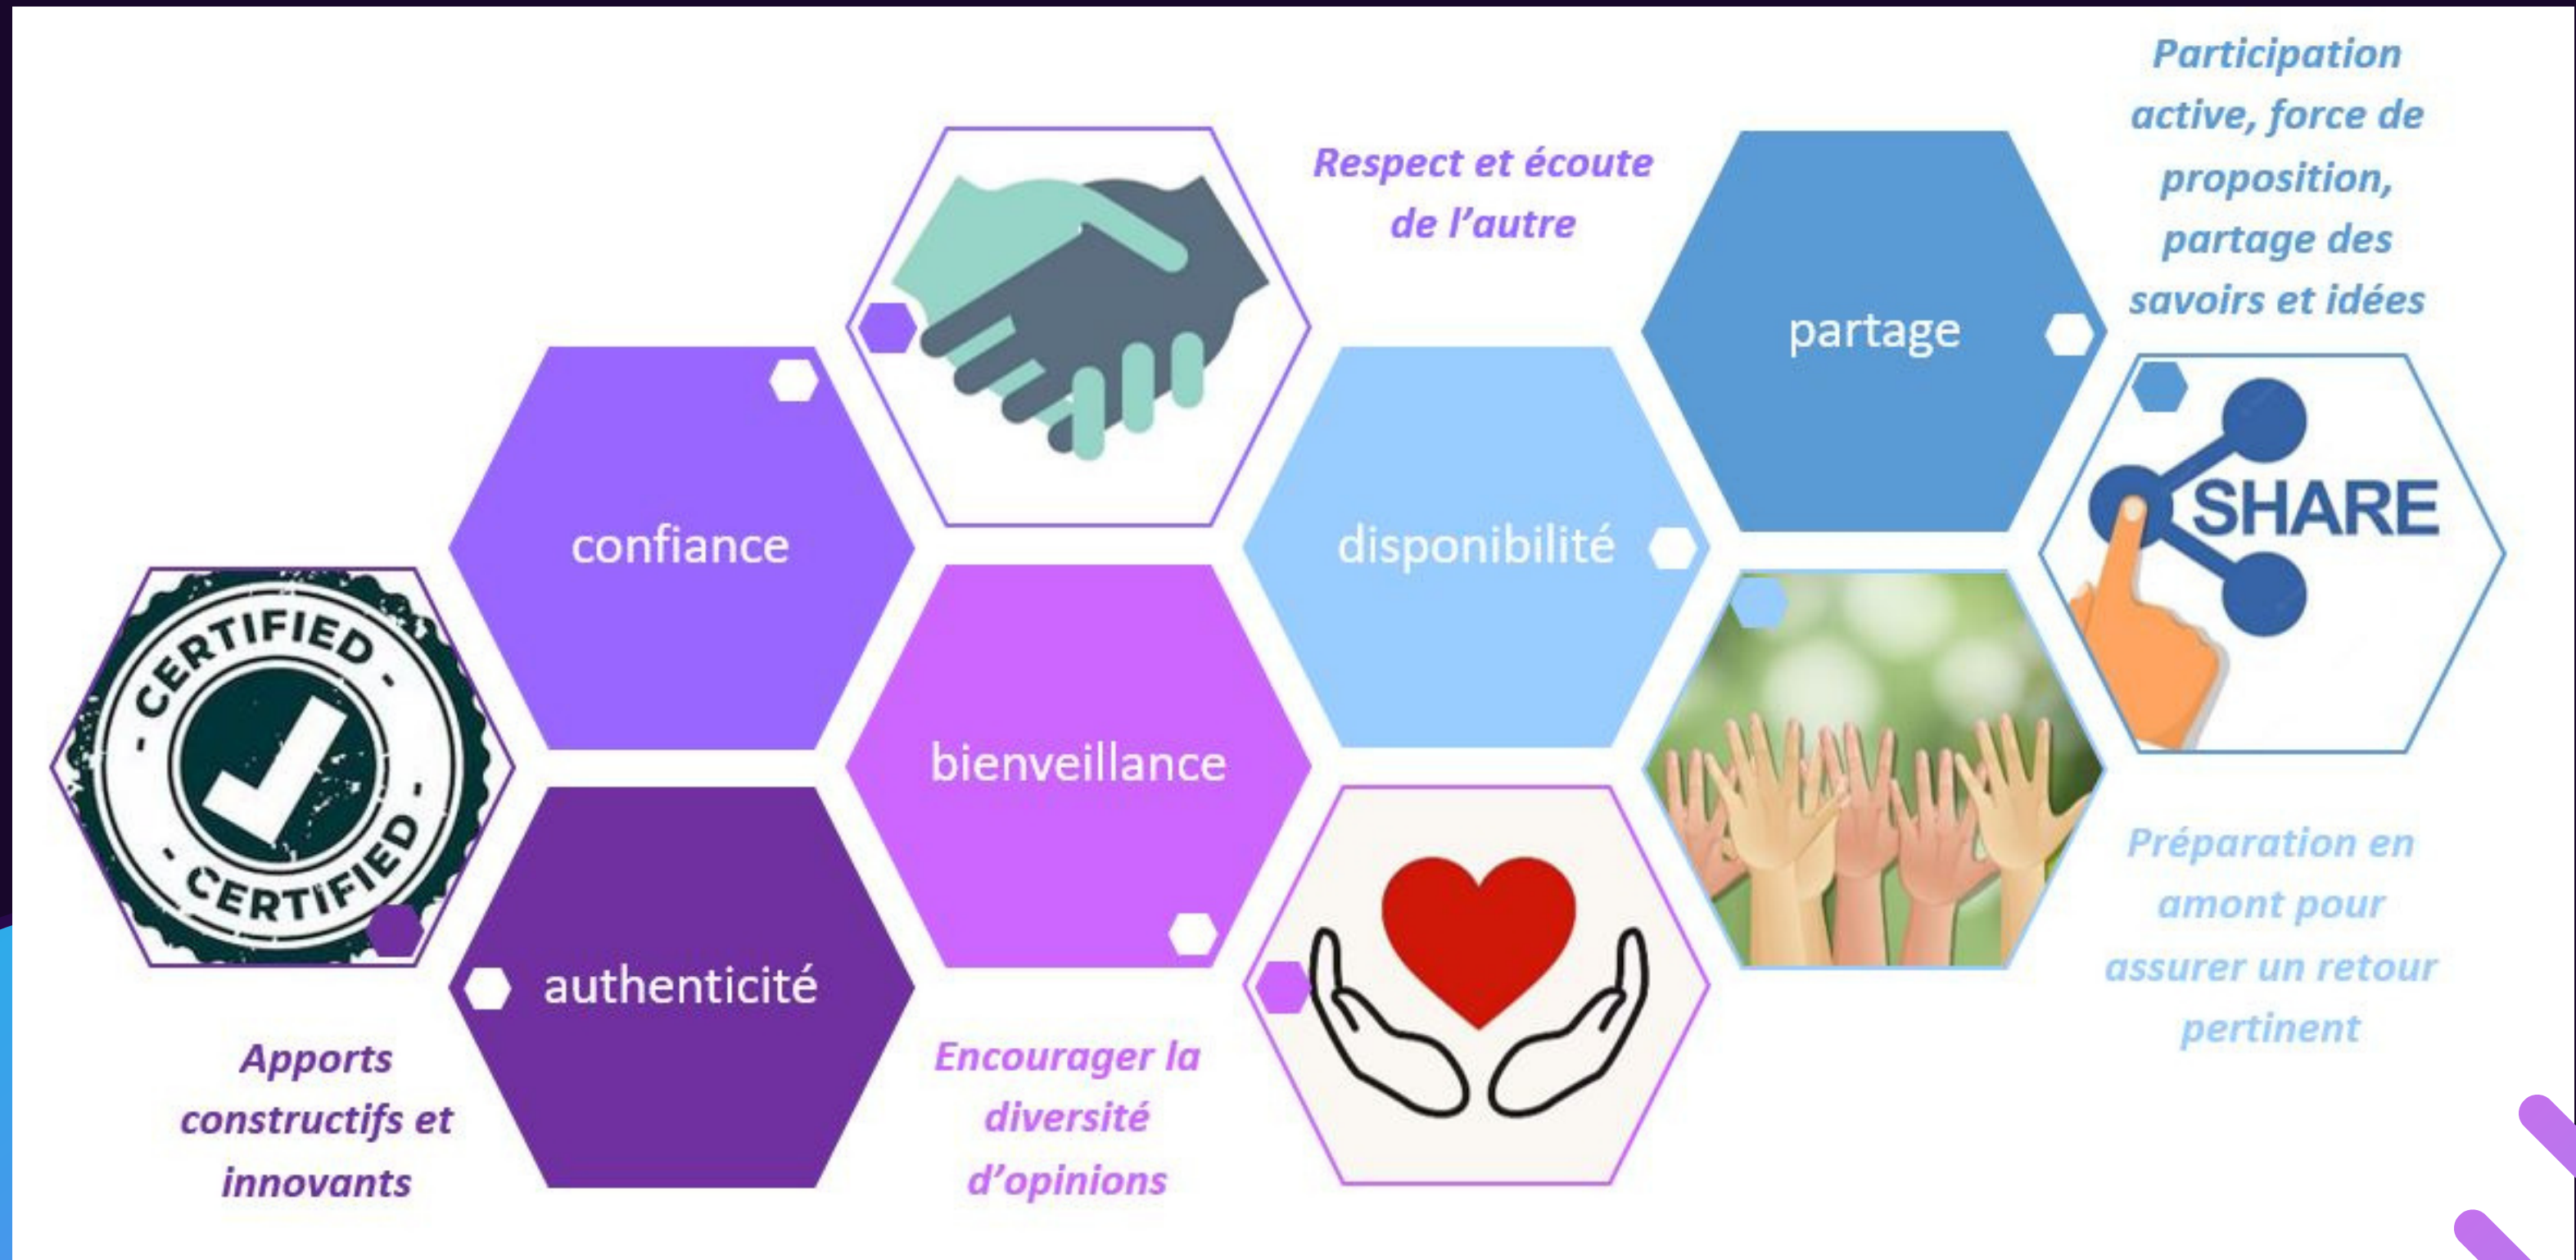 Participation
active, force de
proposition,
partage des
savoirs et idées
Respect et écoute
de l’autre
partage
SHARE
confiance
disponibilité
- CERTIFIED -
- CERTIFIED -
bienveillance
authenticité
Préparation en
amont pour
assurer un retour
pertinent
Apports
constructifs et
innovants
Encourager la
diversité
d’opinions